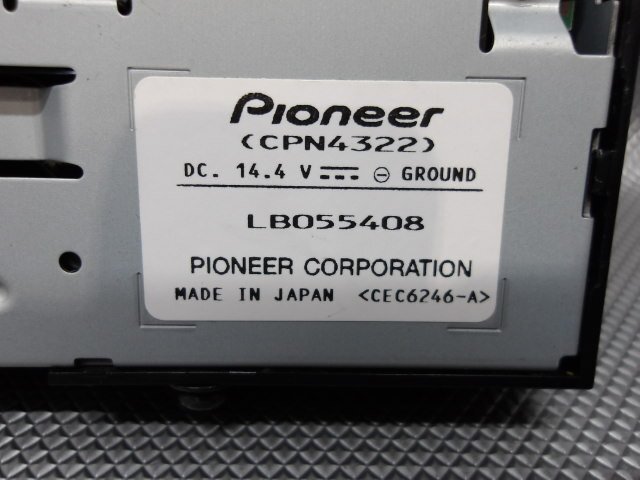 Pioneer
(CPN4322)
DC. 14.4 V ⎓ ⊖ GROUND
LB055408
PIONEER CORPORATION
MADE IN JAPAN <CEC6246-A>